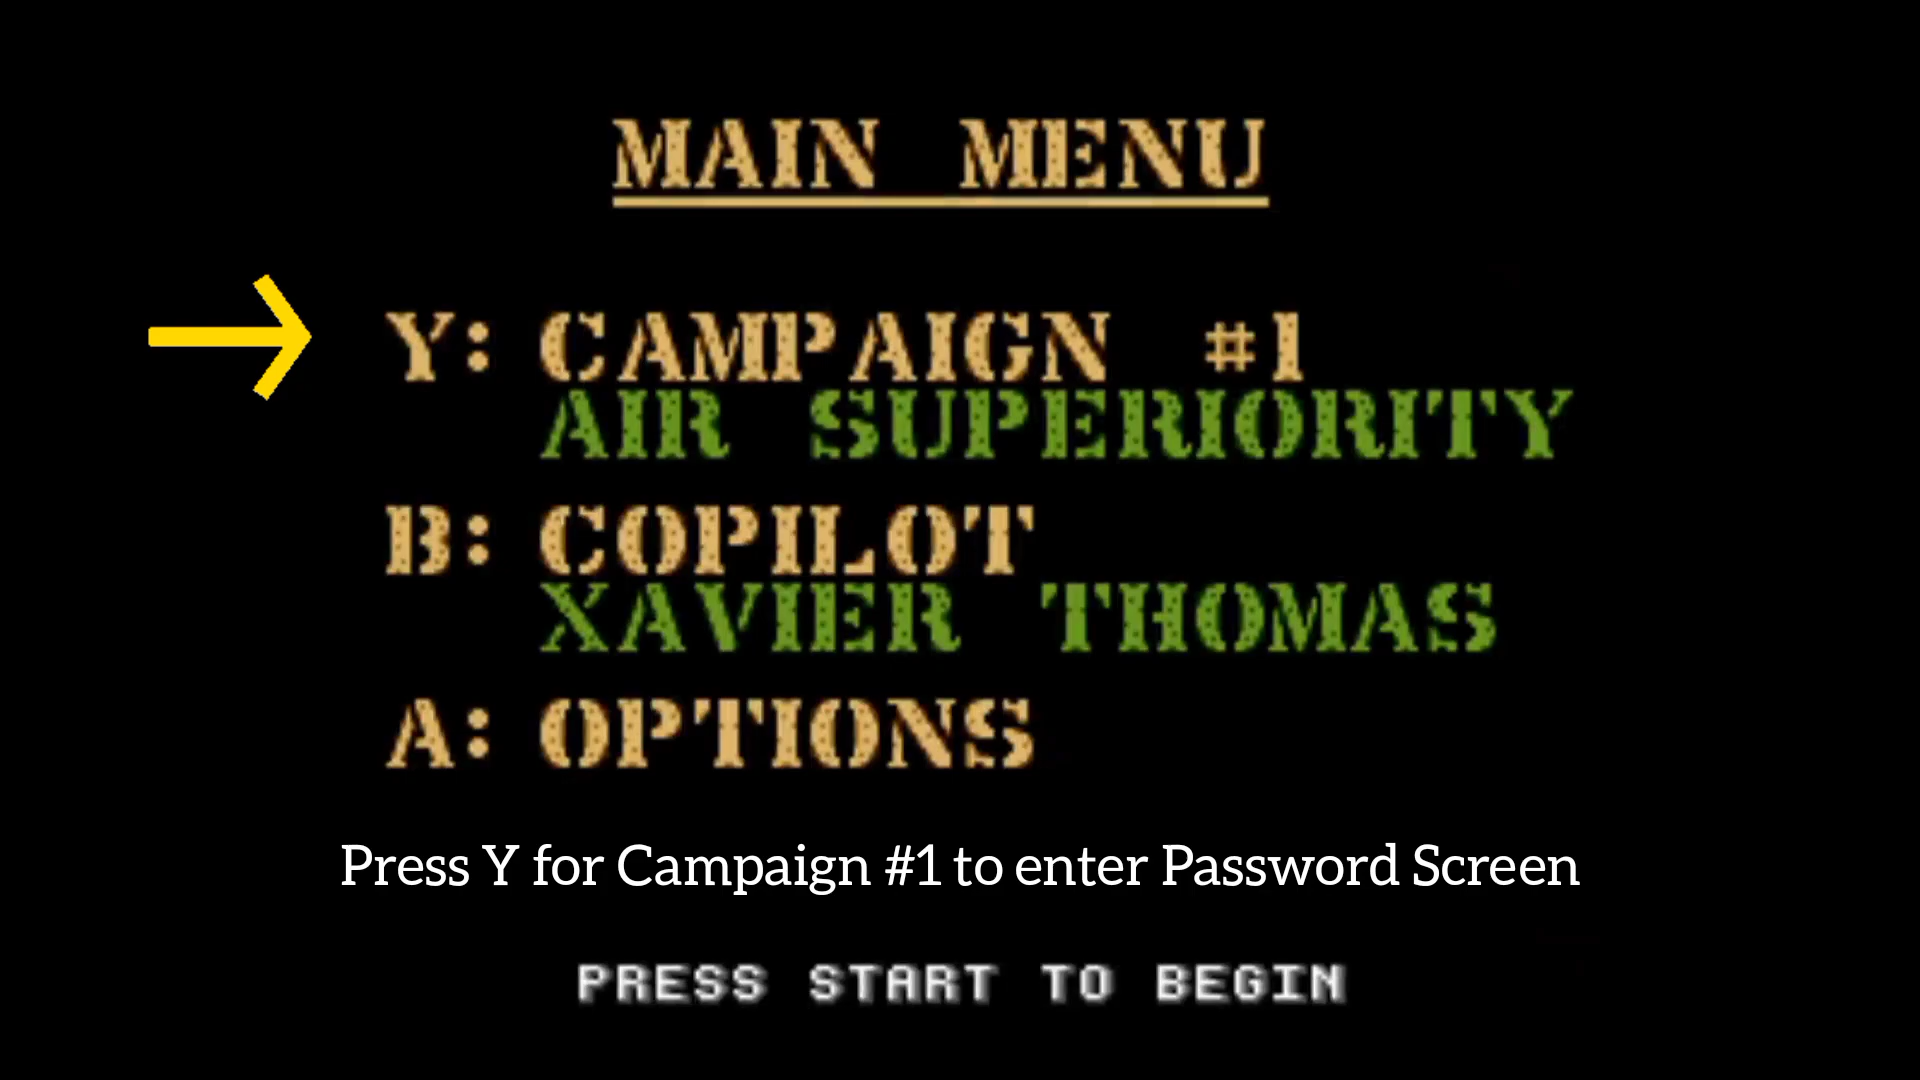 MAIN MENU
Y: CAMPAIGN #1
AIR SUPERIORITY
B: COPILOT
XAVIER THOMAS
A: OPTIONS
Press Y for Campaign #1 to enter Password Screen
PRESS START TO BEGIN